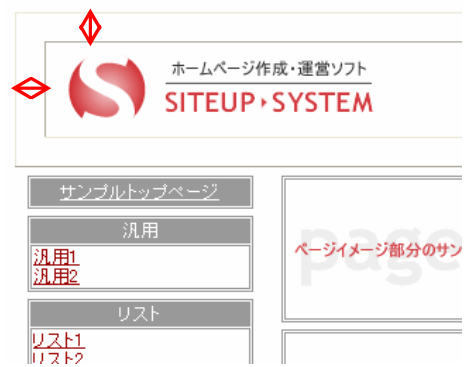 ホームページ作成・運営ソフト
SITEUP▸SYSTEM
サンプルトップページ
汎用
汎用1
汎用2
リスト
リスト1
リスト2
page
ページイメージ部分のサン